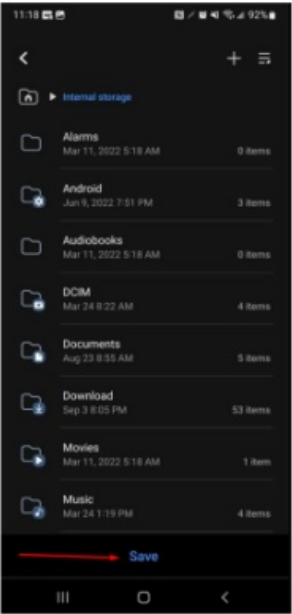 11:18 92%
Internal storage
Alarms
Mar 11, 2022 5:18 AM 0 items
Android
Jun 9, 2022 7:51 PM 3 items
Audiobooks
Mar 11, 2022 5:18 AM 0 items
DCIM
Mar 24 8:22 AM 4 items
Documents
Aug 23 8:55 AM 5 items
Download
Sep 3 8:05 PM 53 items
Movies
Mar 11, 2022 5:18 AM 1 item
Music
Mar 24 1:19 PM 4 items
Save